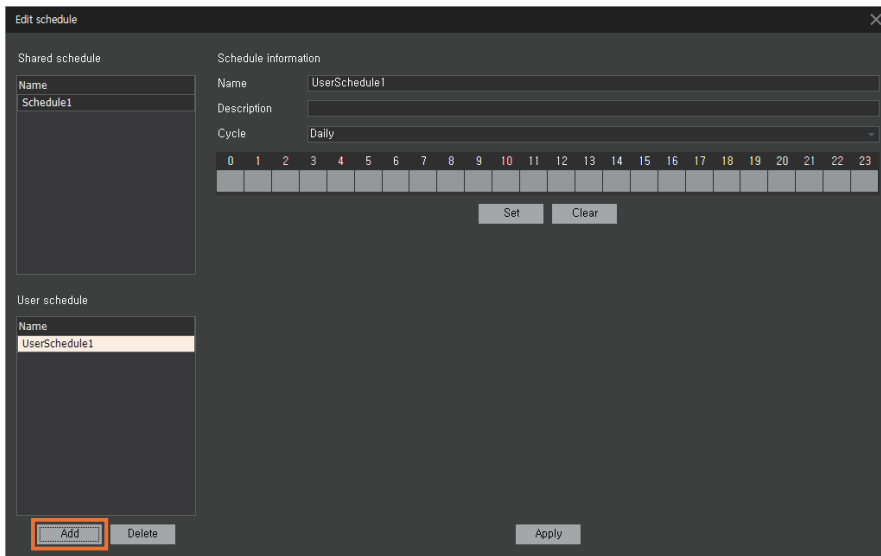 Edit schedule
Shared schedule
Name
Schedule1
User schedule
Name
UserSchedule1
Add Delete
Schedule information
Name UserSchedule1
Description
Cycle Daily
0 1 2 3 4 5 6 7 8 9 10 11 12 13 14 15 16 17 18 19 20 21 22 23
Set Clear
Apply